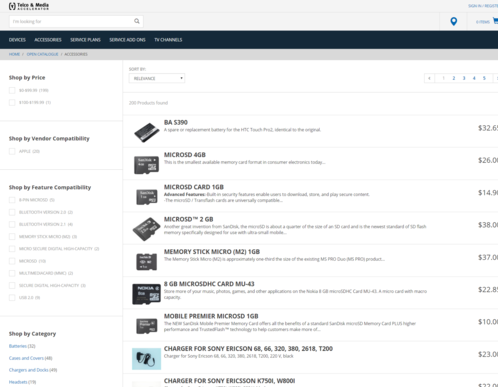 Telco & Media
ACCELERATOR
SIGN IN / REGISTER
I'm looking for
0 ITEMS
DEVICES ACCESSORIES SERVICE PLANS SERVICE ADD ONS TV CHANNELS
HOME / OPEN CATALOGUE / ACCESSORIES
Shop by Price
$0-$99.99 (199)
$100-$199.99 (1)
Shop by Vendor Compatibility
APPLE (20)
Shop by Feature Compatibility
8-PIN MICROSD
BLUETOOTH VERSION 2.0
BLUETOOTH VERSION 2.1
MEMORY STICK MICRO (M2)
MICRO SECURE DIGITAL HIGH-CAPACITY
MICROSD
MULTIMEDIACARD (MMC)
SECURE DIGITAL HIGH-CAPACITY
USB 2.0
Shop by Category
Batteries (32)
Cases and Covers (48)
Chargers and Docks (49)
Headsets (19)
SORT BY:
RELEVANCE
1 2 3 4 5
200 Products Found
BA S390
A spare or replacement battery for the HTC Touch Pro2, identical to the original.
$32.65
MICROSD 4GB
This is the smallest available memory card format in consumer electronics today...
$26.00
MICROSD CARD 1GB
Advanced Features:-Built-in security features enable users to download, store, and play secure content.
-The microSD / TransFlash cards are universally compatible...
$14.90
MICROSD™ 2 GB
Another great invention from SanDisk, the microSD is about a quarter of the size of an SD card and is the newest standard of SD flash
memory specifically designed for use with ultra-small mobile...
$38.00
MEMORY STICK MICRO (M2) 1GB
The Memory Stick Micro (M2) is approximately one-third the size of the existing MS PRO Duo (MS PRO) product...
$37.00
8 GB MICROSDHC CARD MU-43
Store more of your music, photos, games, and other applications on the Nokia 8 GB microSDHC Card MU-43. A micro card with macro
capacity.
$22.85
MOBILE PREMIER MICROSD 1GB
The NEW SanDisk Mobile Premier Memory Card offers all the benefits of a standard SanDisk microSD Memory Card PLUS higher
performance and TrustedFlash™ technology to help customers make more of...
$10.00
CHARGER FOR SONY ERICSON 68, 66, 320, 380, 2618, T200
Charger for Sony Ericson 68, 66, 320, 380, 2618, T200, 220 V, black
$23.00
CHARGER FOR SONY ERICSSON K750I, W800I